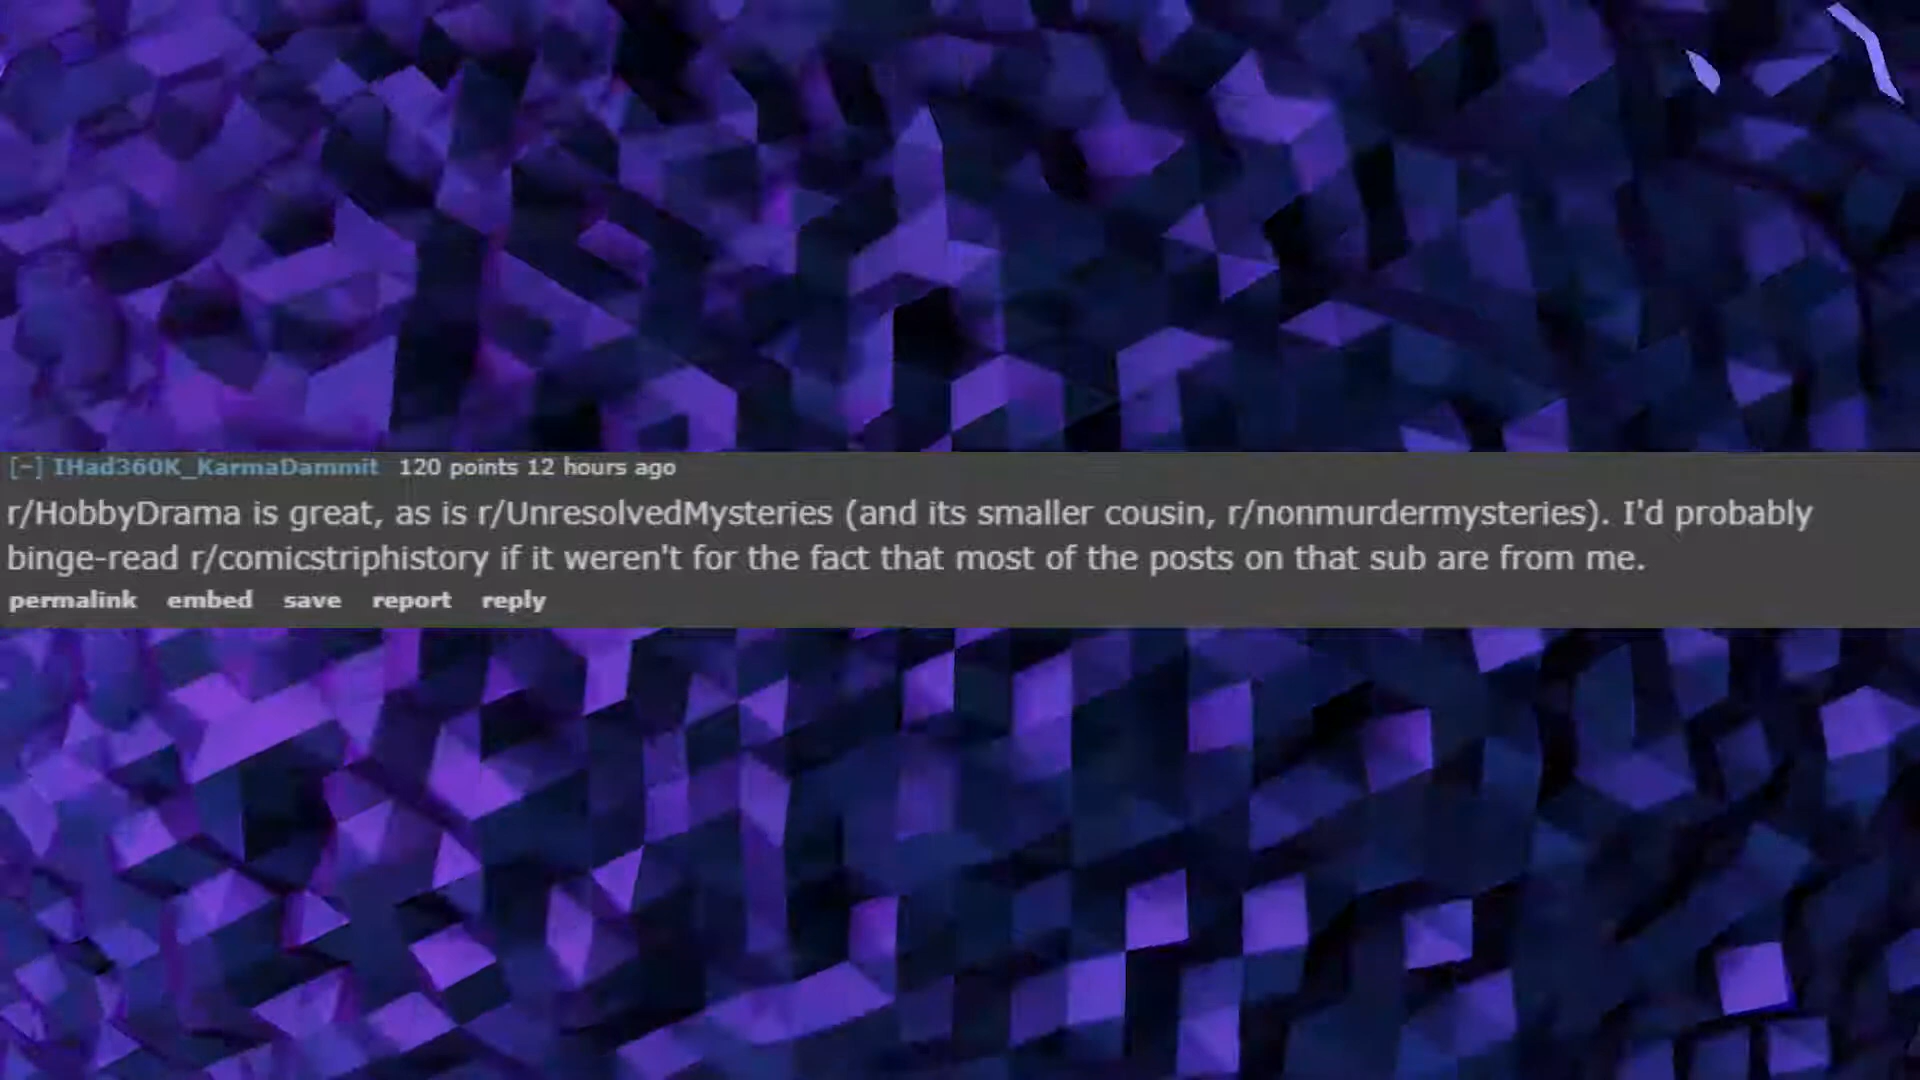 [-] IHad360K_KarmaDammit 120 points 12 hours ago
r/HobbyDrama is great, as is r/UnresolvedMysteries (and its smaller cousin, r/nonmurdermysteries). I'd probably
binge-read r/comicstriphistory if it weren't for the fact that most of the posts on that sub are from me.
permalink embed save report reply